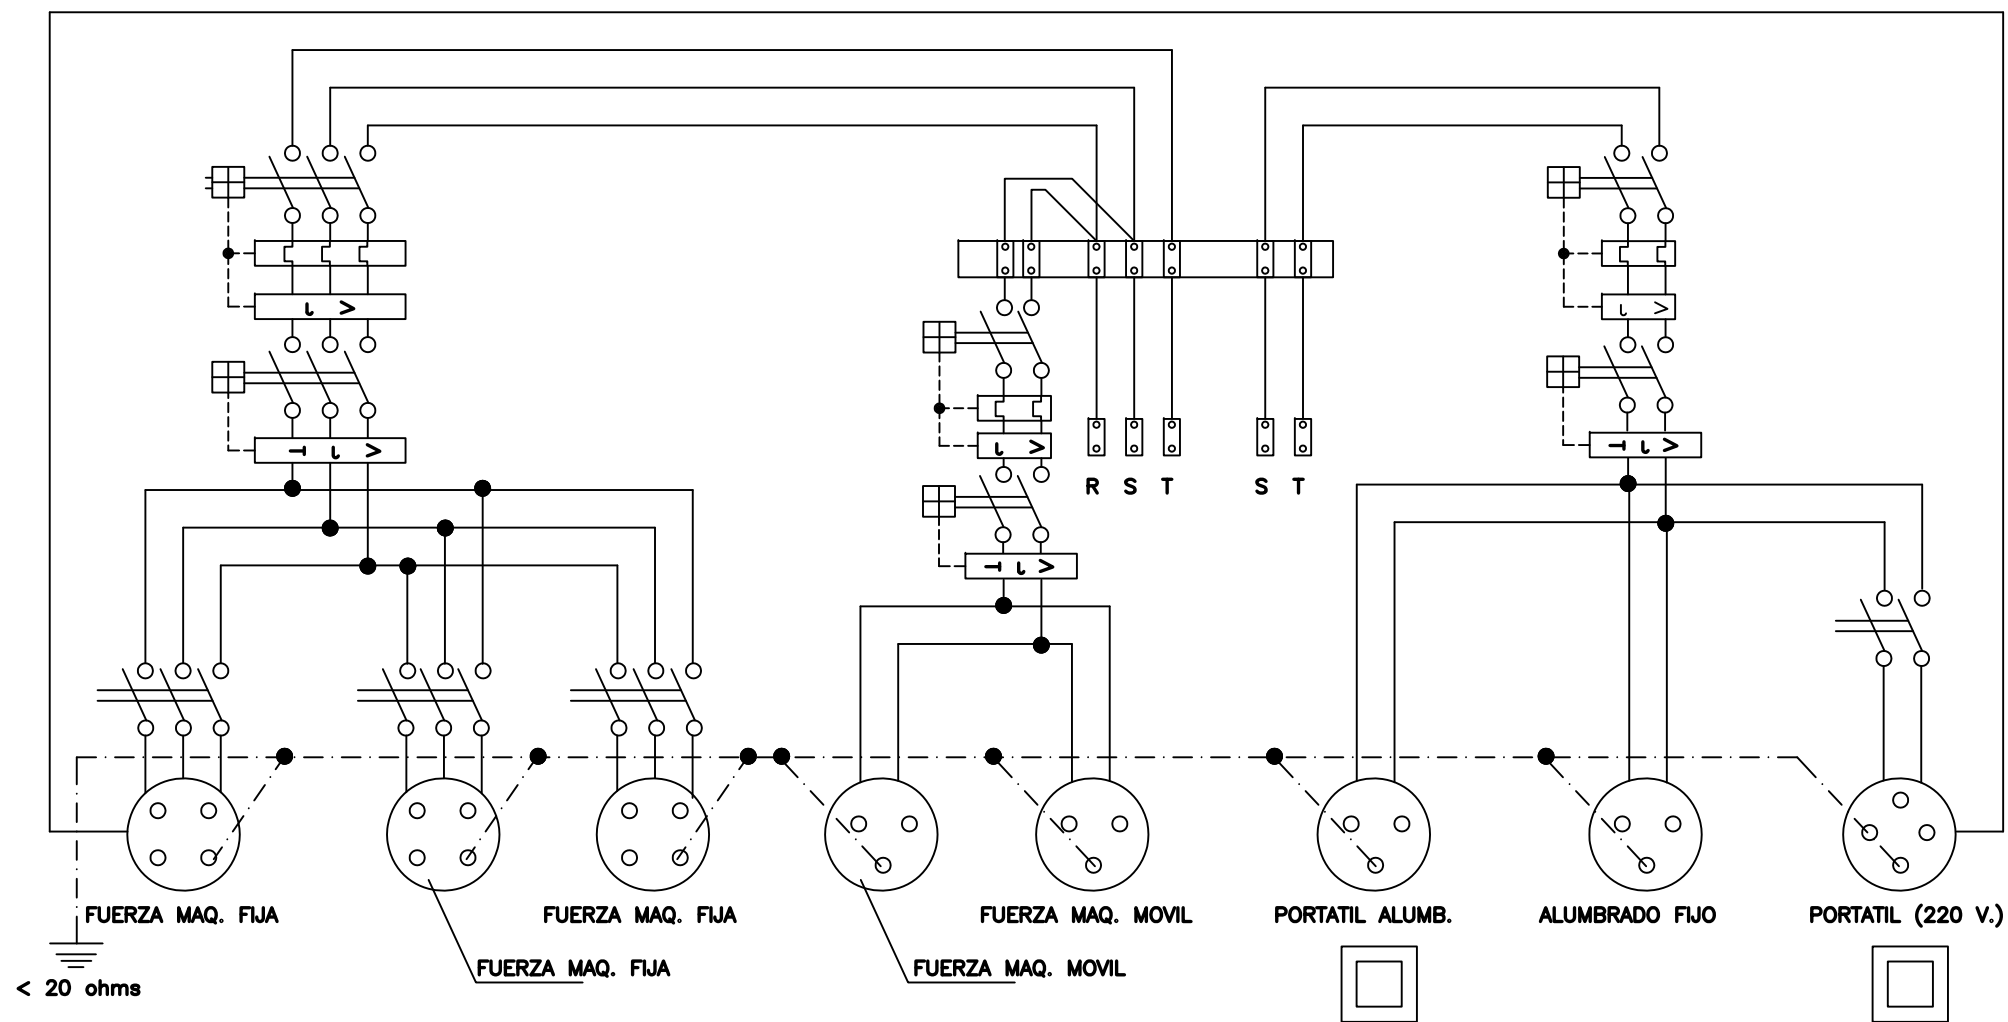 R S T S T
FUERZA MAQ. FIJA
FUERZA MAQ. FIJA
FUERZA MAQ. MOVIL
PORTATIL ALUMB.
ALUMBRADO FIJO
PORTATIL (220 V.)
FUERZA MAQ. FIJA
FUERZA MAQ. MOVIL
< 20 ohms